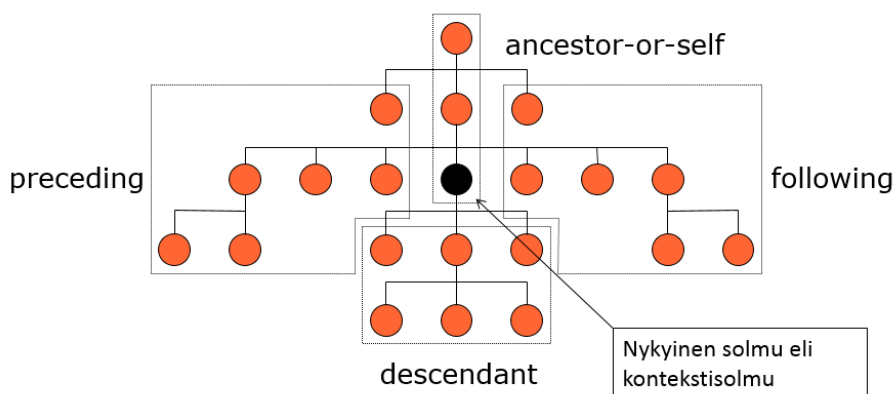 ancestor-or-self
preceding
following
descendant
Nykyinen solmu eli
kontekstisolmu